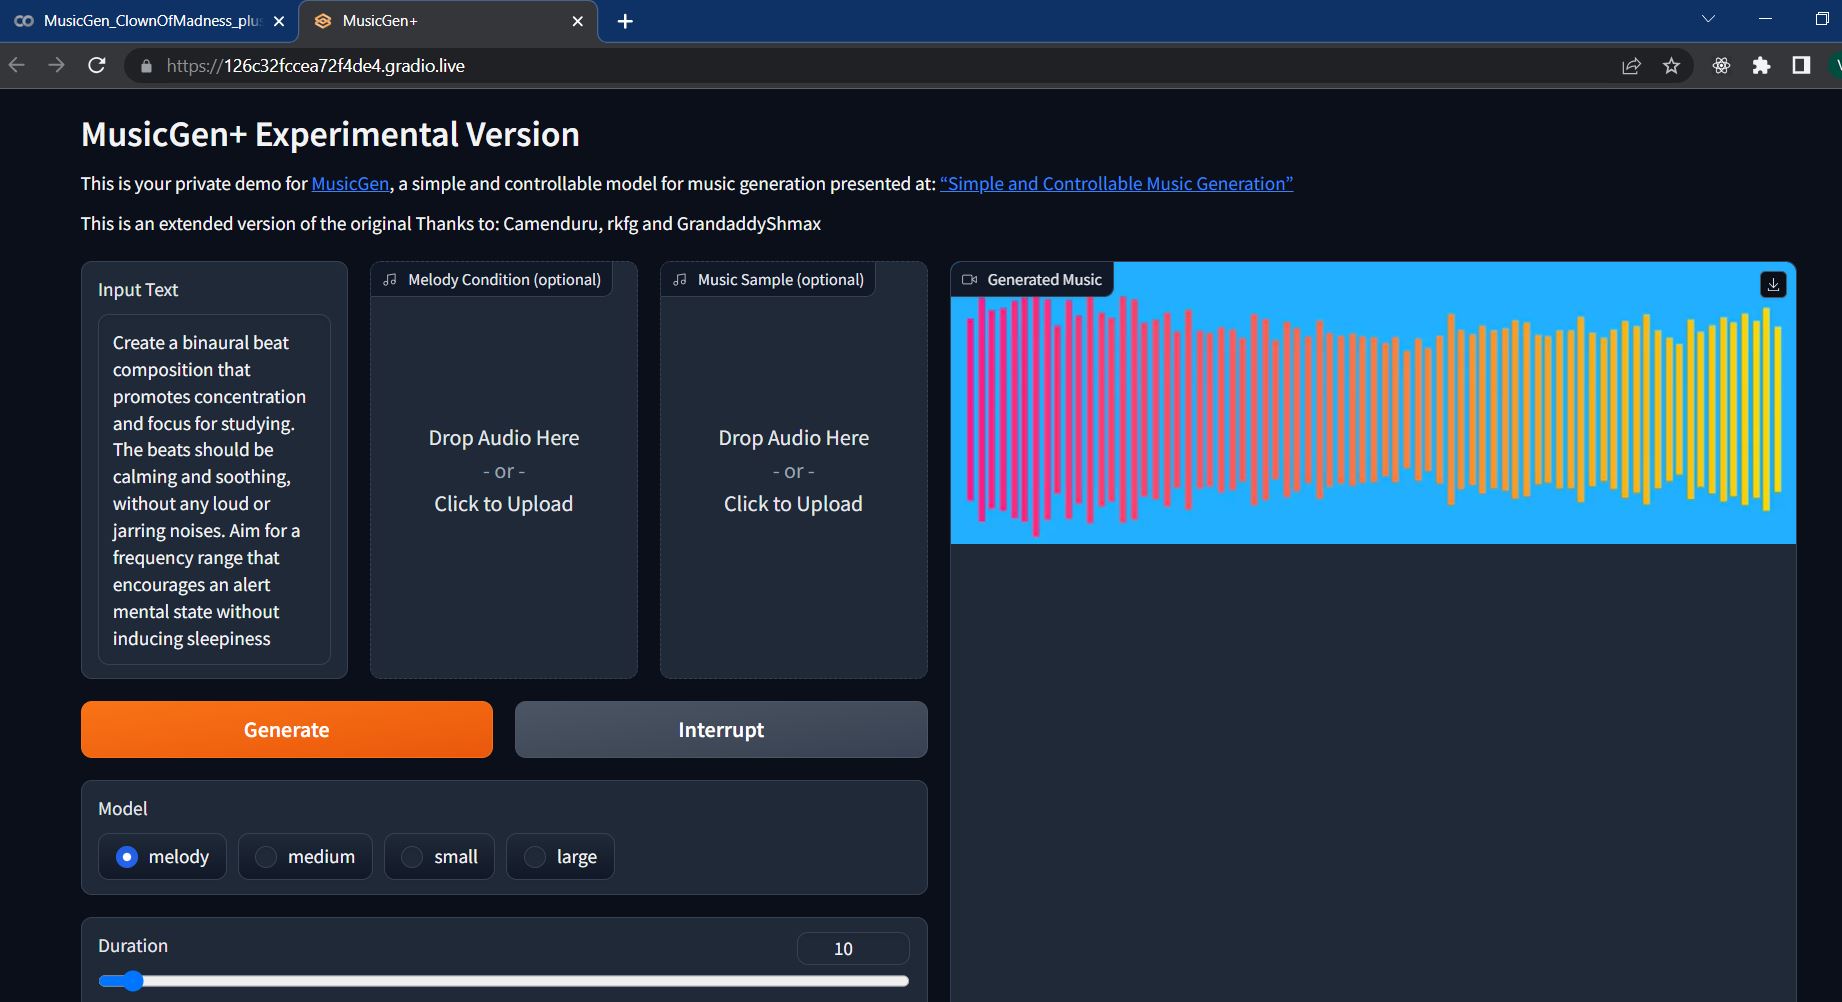 MusicGen_ClownOfMadness_plu
MusicGen+
https://126c32fccea72f4de4.gradio.live
MusicGen+ Experimental Version
This is your private demo for MusicGen, a simple and controllable model for music generation presented at: “Simple and Controllable Music Generation”
This is an extended version of the original Thanks to: Camenduru, rkfg and GrandaddyShmax
Input Text
Create a binaural beat
composition that
promotes concentration
and focus for studying.
The beats should be
calming and soothing,
without any loud or
jarring noises. Aim for a
frequency range that
encourages an alert
mental state without
inducing sleepiness
Melody Condition (optional)
Drop Audio Here
- or -
Click to Upload
Music Sample (optional)
Drop Audio Here
- or -
Click to Upload
Generated Music
Generate
Interrupt
Model
melody
medium
small
large
Duration
10